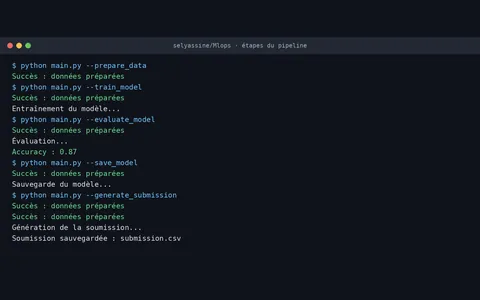 selyassine/Mlops - étapes du pipeline
$ python main.py --prepare_data
Succès : données préparées
$ python main.py --train_model
Succès : données préparées
Entraînement du modèle...
$ python main.py --evaluate_model
Succès : données préparées
Évaluation...
Accuracy : 0.87
$ python main.py --save_model
Succès : données préparées
Sauvegarde du modèle...
$ python main.py --generate_submission
Succès : données préparées
Succès : données préparées
Génération de la soumission...
Soumission sauvegardée : submission.csv